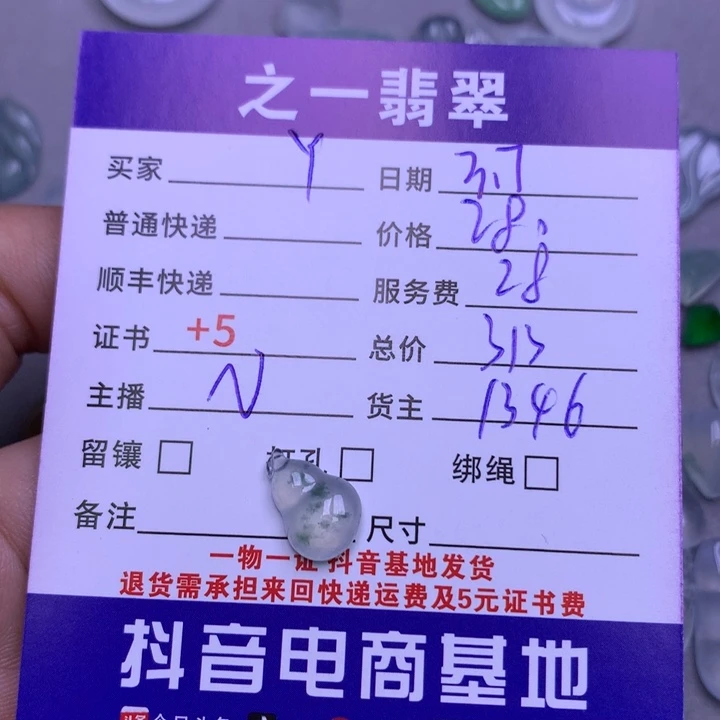 之一翡翠
买家 Y 日期 3.7
普通快递 价格 28.
顺丰快递 服务费 28
证书 +5 总价 313
主播 N 货主 1346
留镶 打孔 绑绳
备注 尺寸
一物一证 抖音基地发货
退货需承担来回快递运费及5元证书费
抖音电商基地